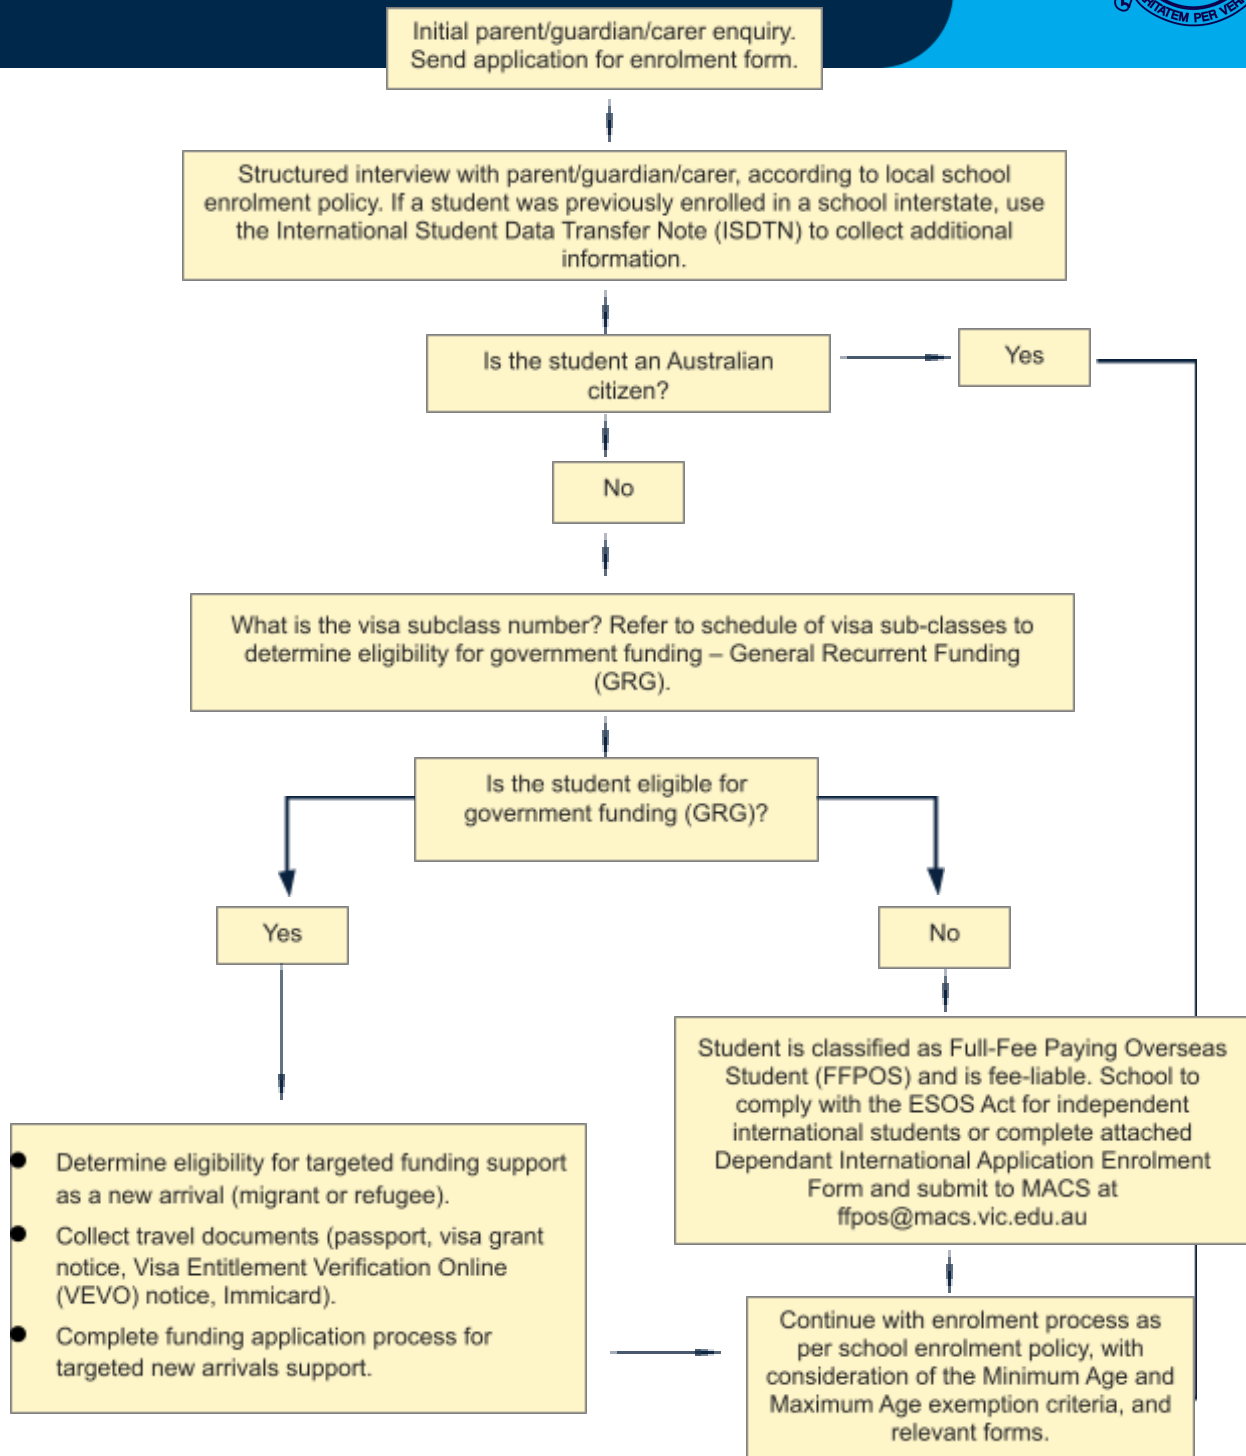 ITATEM PER VERI
Initial parent/guardian/carer enquiry.
Send application for enrolment form.
Structured interview with parent/guardian/carer, according to local school
enrolment policy. If a student was previously enrolled in a school interstate, use
the International Student Data Transfer Note (ISDTN) to collect additional
information.
Is the student an Australian
citizen?
Yes
No
What is the visa subclass number? Refer to schedule of visa sub-classes to
determine eligibility for government funding – General Recurrent Funding
(GRG).
Is the student eligible for
government funding (GRG)?
Yes
No
Student is classified as Full-Fee Paying Overseas
Student (FFPOS) and is fee-liable. School to
comply with the ESOS Act for independent
international students or complete attached
Dependant International Application Enrolment
Form and submit to MACS at
ffpos@macs.vic.edu.au
● Determine eligibility for targeted funding support
as a new arrival (migrant or refugee).
● Collect travel documents (passport, visa grant
notice, Visa Entitlement Verification Online
(VEVO) notice, Immicard).
● Complete funding application process for
targeted new arrivals support.
Continue with enrolment process as
per school enrolment policy, with
consideration of the Minimum Age and
Maximum Age exemption criteria, and
relevant forms.